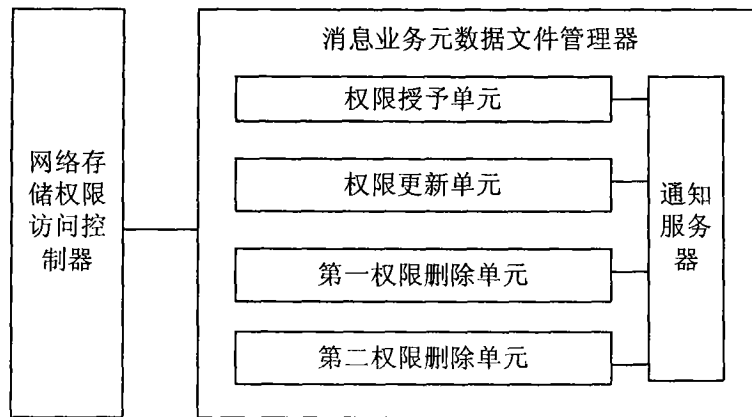 消息业务元数据文件管理器
网络存
储权限
访问控
制器
权限授予单元
权限更新单元
第一权限删除单元
第二权限删除单元
通知
服务
器